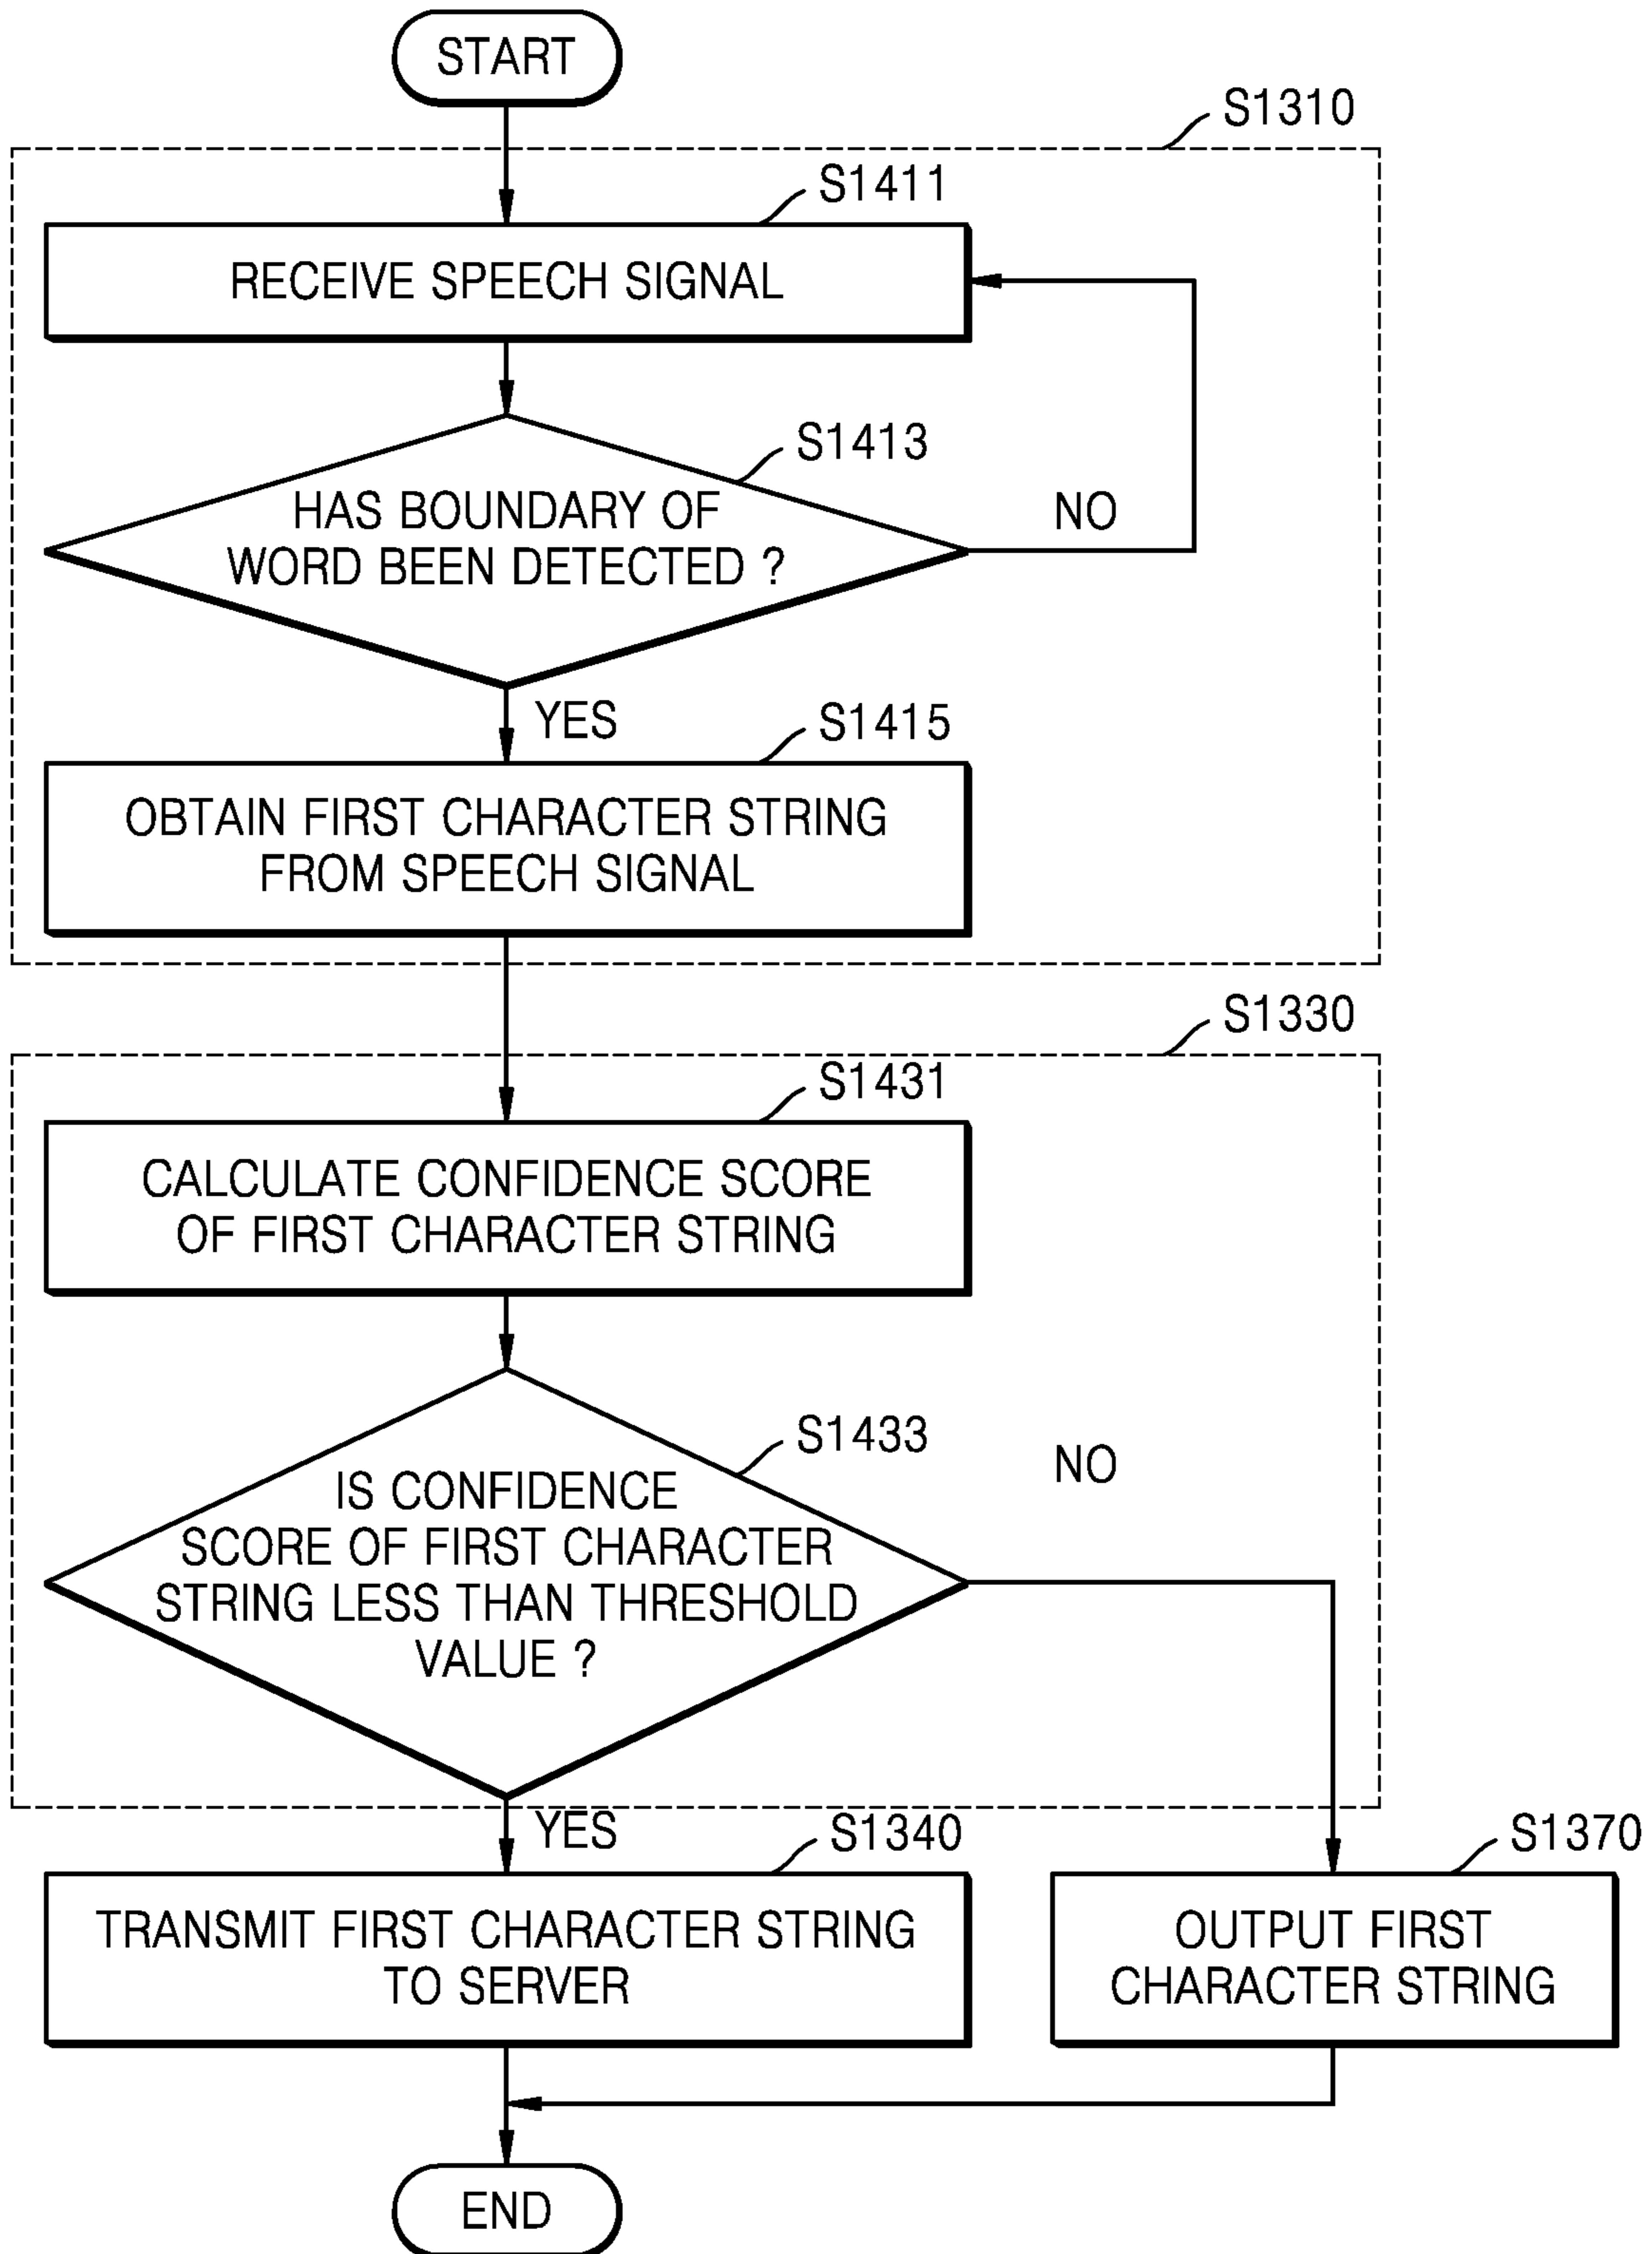 START
S1310
S1411
RECEIVE SPEECH SIGNAL
S1413
HAS BOUNDARY OF
WORD BEEN DETECTED ?
NO
YES
S1415
OBTAIN FIRST CHARACTER STRING
FROM SPEECH SIGNAL
S1330
S1431
CALCULATE CONFIDENCE SCORE
OF FIRST CHARACTER STRING
S1433
NO
IS CONFIDENCE
SCORE OF FIRST CHARACTER
STRING LESS THAN THRESHOLD
VALUE ?
YES
S1340
TRANSMIT FIRST CHARACTER STRING
TO SERVER
S1370
OUTPUT FIRST
CHARACTER STRING
END